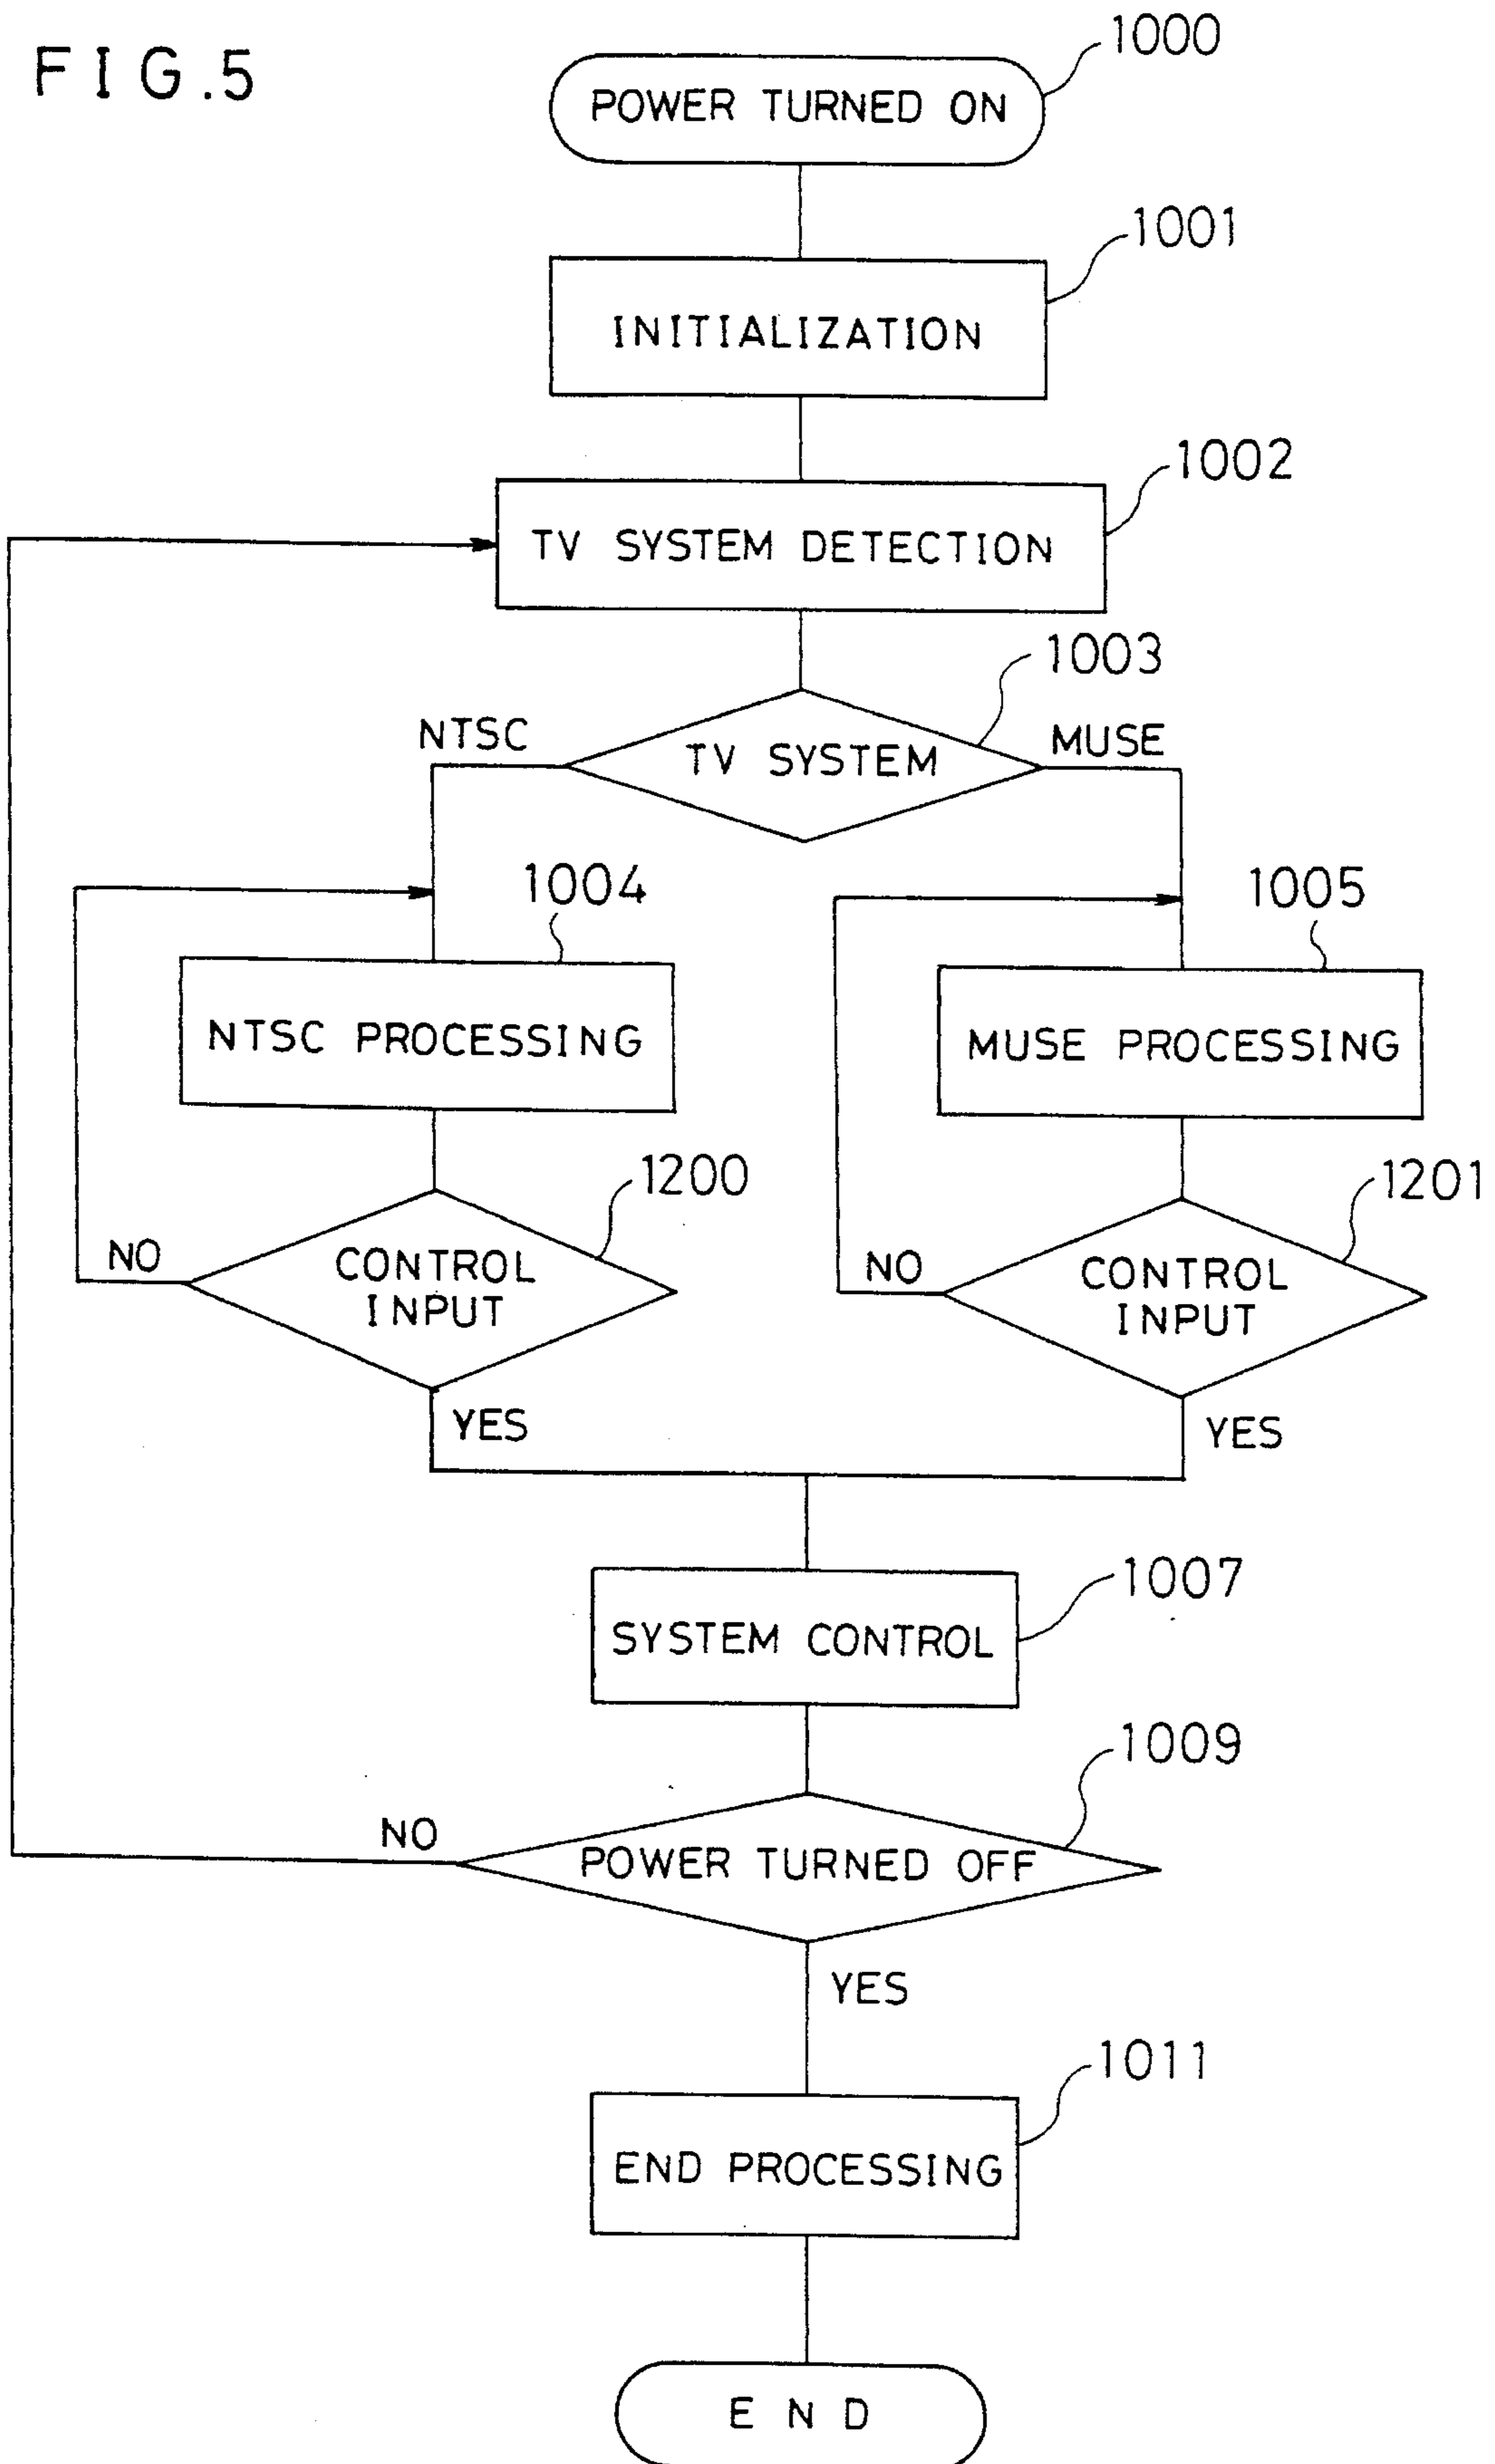 FIG.5
1000
POWER TURNED ON
1001
INITIALIZATION
1002
TV SYSTEM DETECTION
1003
NTSC
TV SYSTEM
MUSE
1004
1005
NTSC PROCESSING
MUSE PROCESSING
1200
1201
NO
CONTROL
INPUT
NO
CONTROL
INPUT
YES
YES
1007
SYSTEM CONTROL
1009
NO
POWER TURNED OFF
YES
1011
END PROCESSING
END